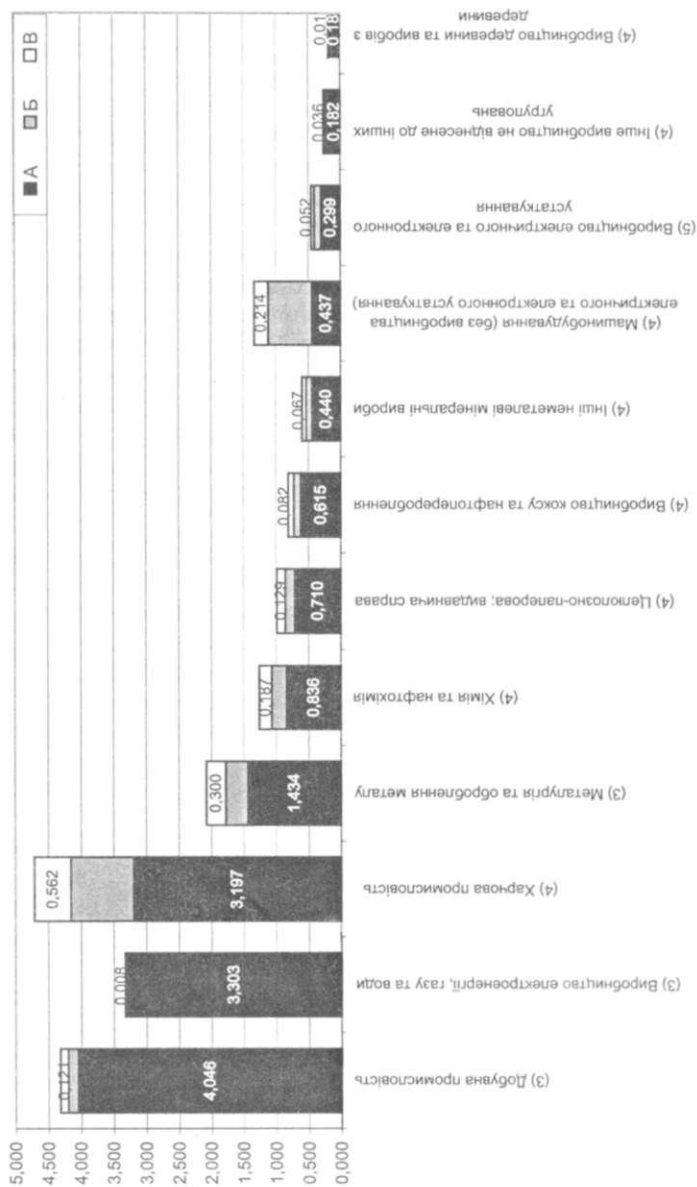 А Б В
5,000
4,500
4,000
3,500
3,000
2,500
2,000
1,500
1,000
0,500
0,000
0,121
4,046
0,008
3,303
0,562
3,197
0,300
1,434
0,187
0,836
0,129
0,710
0,082
0,615
0,067
0,440
0,214
0,437
0,052
0,299
0,036
0,182
0,01
0,18
(3) Добувна промисловість
(3) Виробництво електроенергії, газу та води
(4) Харчова промисловість
(3) Металургія та оброблення металу
(4) Хімія та нафтохімія
(4) Целюлозно-паперова; видавнича справа
(4) Виробництво коксу та нафтоперероблення
(4) Інші неметалеві мінеральні вироби
(4) Машинобудування (без виробництва
електричного та електронного устаткування)
(5) Виробництво електричного та електронного
устаткування
(4) Інше виробництво не віднесене до інших
угруповань
(4) Виробництво деревини та виробів з
деревини